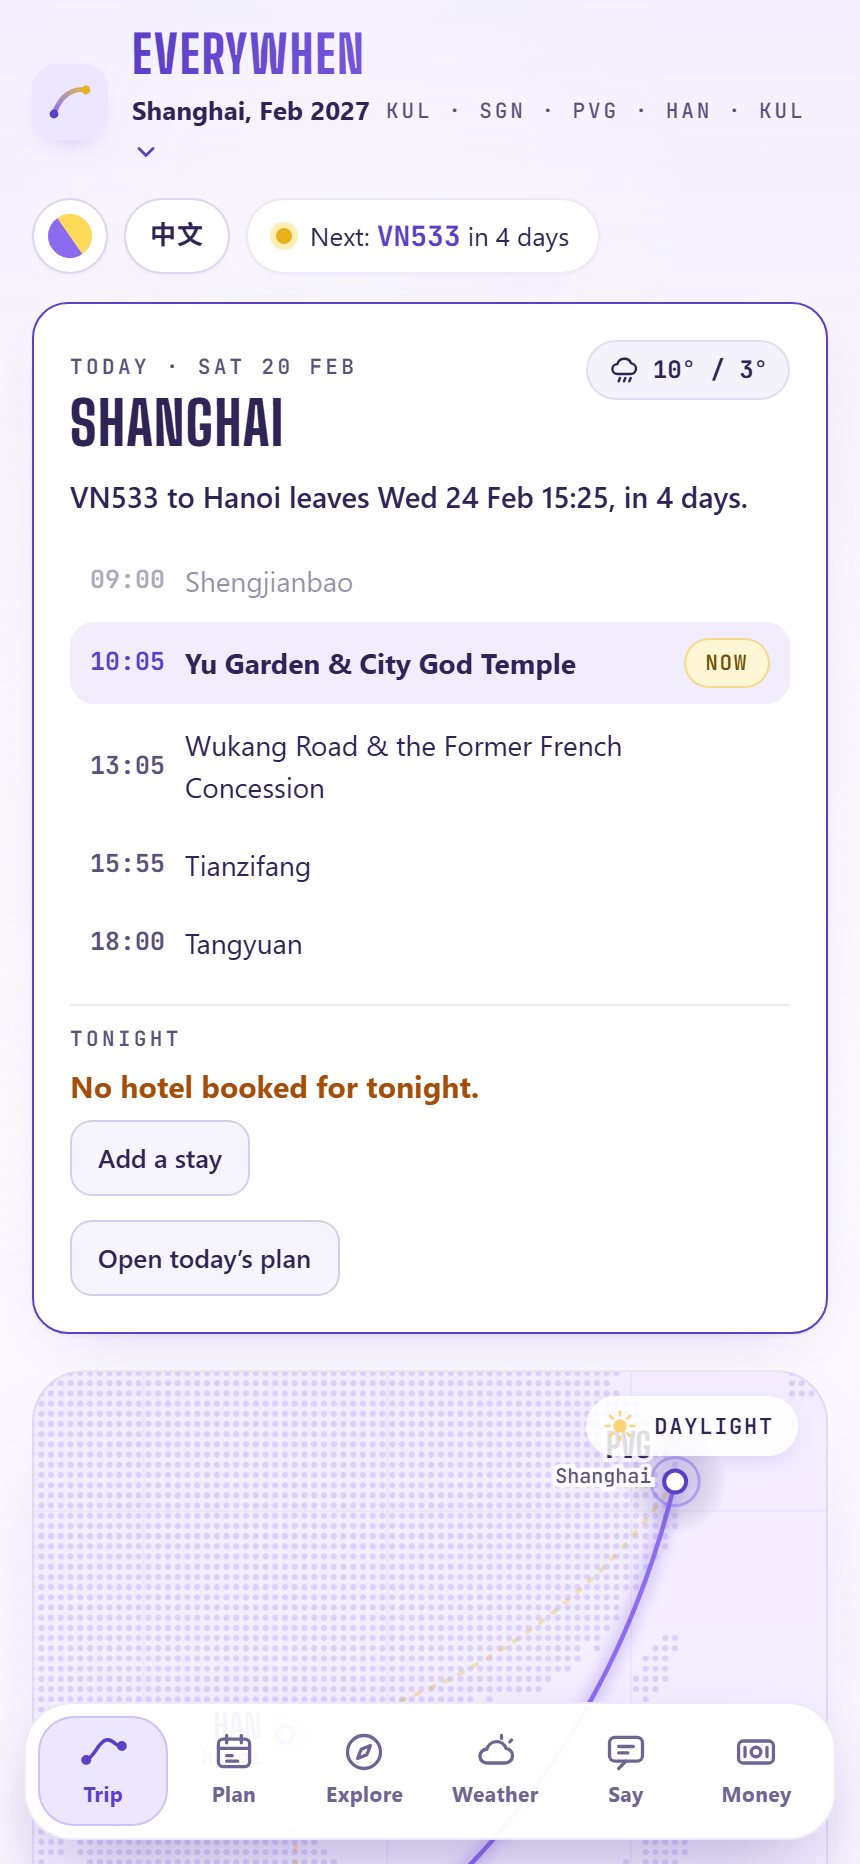 EVERYWHEN
Shanghai, Feb 2027 KUL · SGN · PVG · HAN · KUL
中文
Next: VN533 in 4 days
TODAY · SAT 20 FEB
10° / 3°
SHANGHAI
VN533 to Hanoi leaves Wed 24 Feb 15:25, in 4 days.
09:00 Shengjianbao
10:05 Yu Garden & City God Temple NOW
13:05 Wukang Road & the Former French
Concession
15:55 Tianzifang
18:00 Tangyuan
TONIGHT
No hotel booked for tonight.
Add a stay
Open today’s plan
DAYLIGHT
PVG
Shanghai
HAN
Trip Plan Explore Weather Say Money